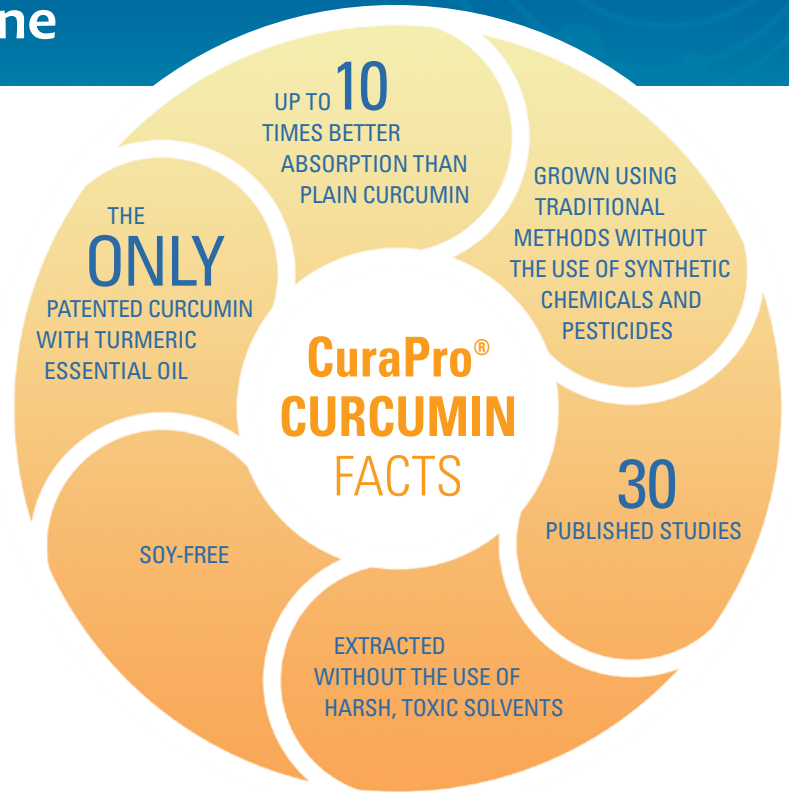 ne
UP TO 10
TIMES BETTER
ABSORPTION THAN
PLAIN CURCUMIN
GROWN USING
TRADITIONAL
METHODS WITHOUT
THE USE OF SYNTHETIC
CHEMICALS AND
PESTICIDES
30
PUBLISHED STUDIES
EXTRACTED
WITHOUT THE USE OF
HARSH, TOXIC SOLVENTS
SOY-FREE
THE
ONLY
PATENTED CURCUMIN
WITH TURMERIC
ESSENTIAL OIL
CuraPro®
CURCUMIN
FACTS